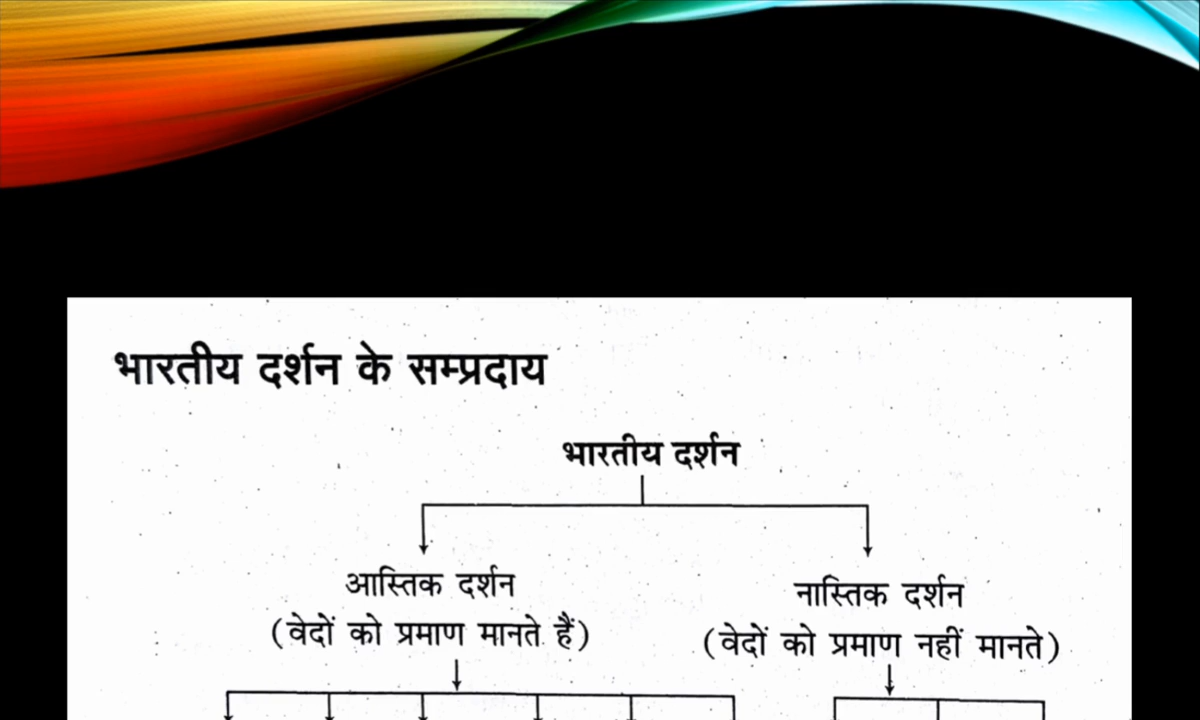 भारतीय दर्शन के सम्प्रदाय
भारतीय दर्शन
आस्तिक दर्शन
(वेदों को प्रमाण मानते हैं)
नास्तिक दर्शन
(वेदों को प्रमाण नहीं मानते)